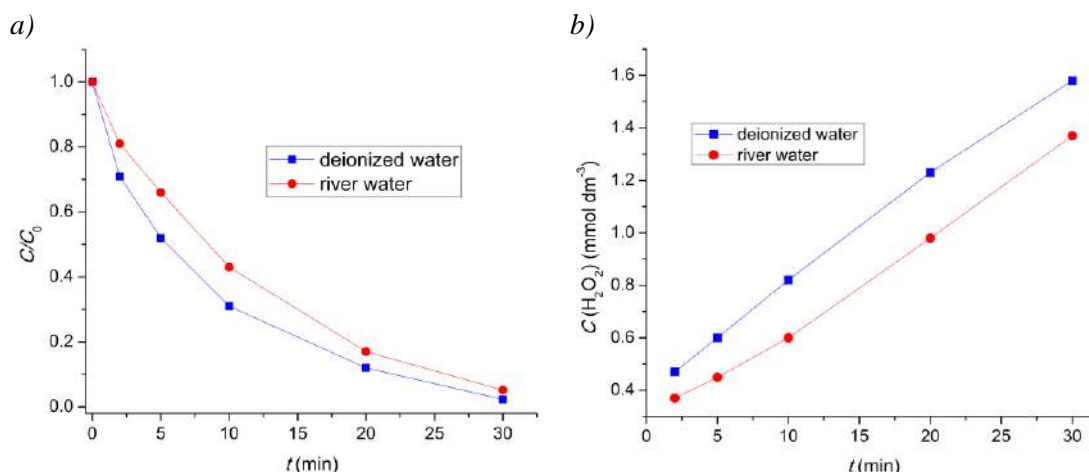 a)
C/C₀
1.0
0.8
0.6
0.4
0.2
0.0
deionized water
river water
0 5 10 15 20 25 30
t (min)
b)
C (H₂O₂) (mmol dm⁻³)
1.6
1.4
1.2
1.0
0.8
0.6
0.4
deionized water
river water
0 5 10 15 20 25 30
t (min)